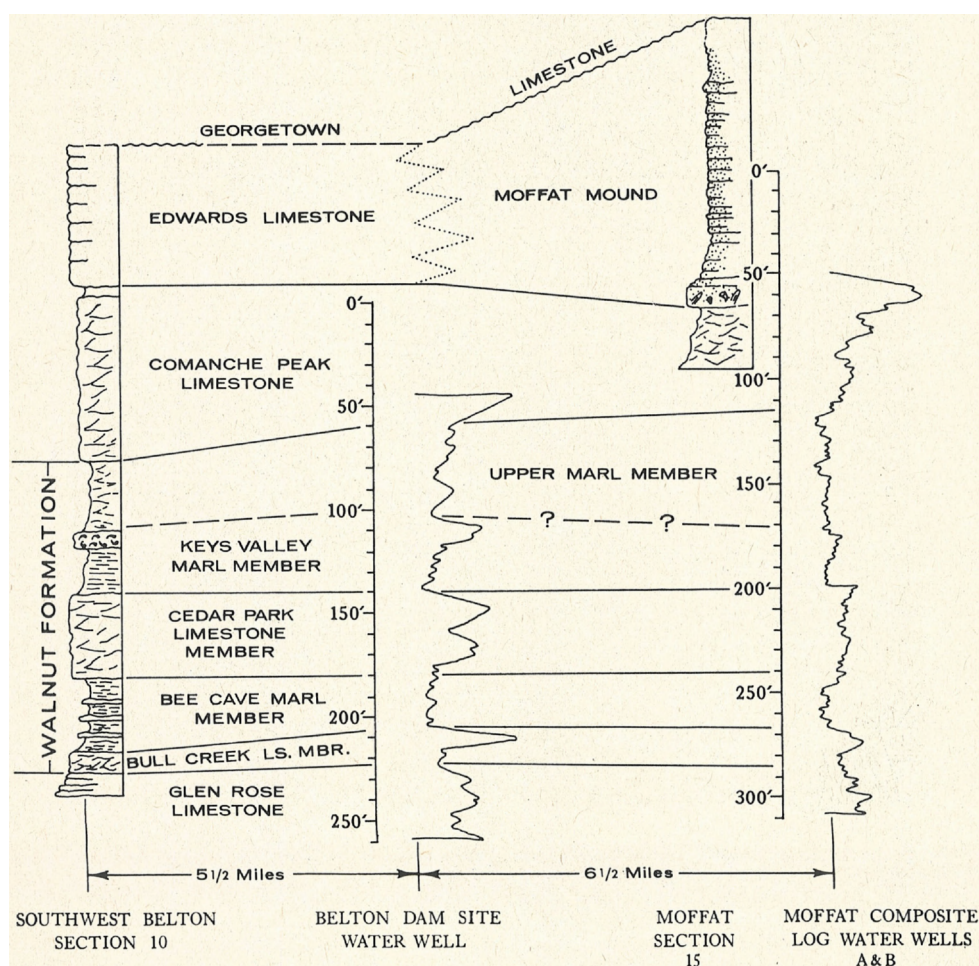 LIMESTONE
GEORGETOWN
EDWARDS LIMESTONE
MOFFAT MOUND
0′
50′
100′
150′
200′
250′
300′
0′
50′
100′
150′
200′
250′
COMANCHE PEAK
LIMESTONE
UPPER MARL MEMBER
? ?
WALNUT FORMATION
KEYS VALLEY
MARL MEMBER
CEDAR PARK
LIMESTONE
MEMBER
BEE CAVE MARL
MEMBER
BULL CREEK LS. MBR.
GLEN ROSE
LIMESTONE
5 1/2 Miles
6 1/2 Miles
SOUTHWEST BELTON
SECTION 10
BELTON DAM SITE
WATER WELL
MOFFAT
SECTION
15
MOFFAT COMPOSITE
LOG WATER WELLS
A & B